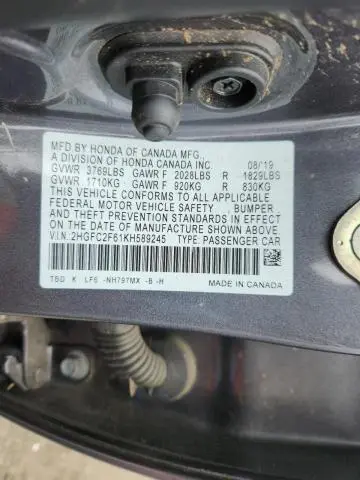 MFD BY HONDA OF CANADA MFG.,
A DIVISION OF HONDA CANADA INC. 08/19
GVWR 3769LBS GAWR F 2028LBS R 1829LBS
GVWR 1710KG GAWR F 920KG R 830KG
THIS VEHICLE CONFORMS TO ALL APPLICABLE
FEDERAL MOTOR VEHICLE SAFETY, BUMPER,
AND THEFT PREVENTION STANDARDS IN EFFECT
ON THE DATE OF MANUFACTURE SHOWN ABOVE.
V.I.N. 2HGFC2F61KH589245 TYPE: PASSENGER CAR
TBD K LF6 -NH797MX -B -H
MADE IN CANADA